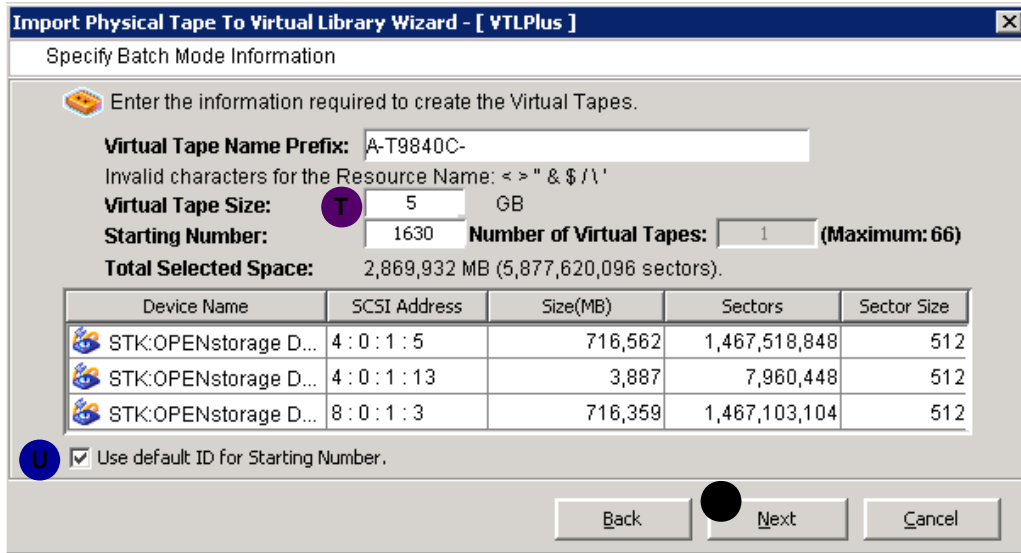 Import Physical Tape To Virtual Library Wizard - [ VTLPlus ]
Specify Batch Mode Information
Enter the information required to create the Virtual Tapes.
Virtual Tape Name Prefix: A-T9840C-
Invalid characters for the Resource Name: < > " & $ / \ '
Virtual Tape Size: T 5 GB
Starting Number: 1630 Number of Virtual Tapes: 1 (Maximum: 66)
Total Selected Space: 2,869,932 MB (5,877,620,096 sectors).
Device Name SCSI Address Size(MB) Sectors Sector Size
STK:OPENstorage D... 4 : 0 : 1 : 5 716,562 1,467,518,848 512
STK:OPENstorage D... 4 : 0 : 1 : 13 3,887 7,960,448 512
STK:OPENstorage D... 8 : 0 : 1 : 3 716,359 1,467,103,104 512
U Use default ID for Starting Number.
Back Next Cancel